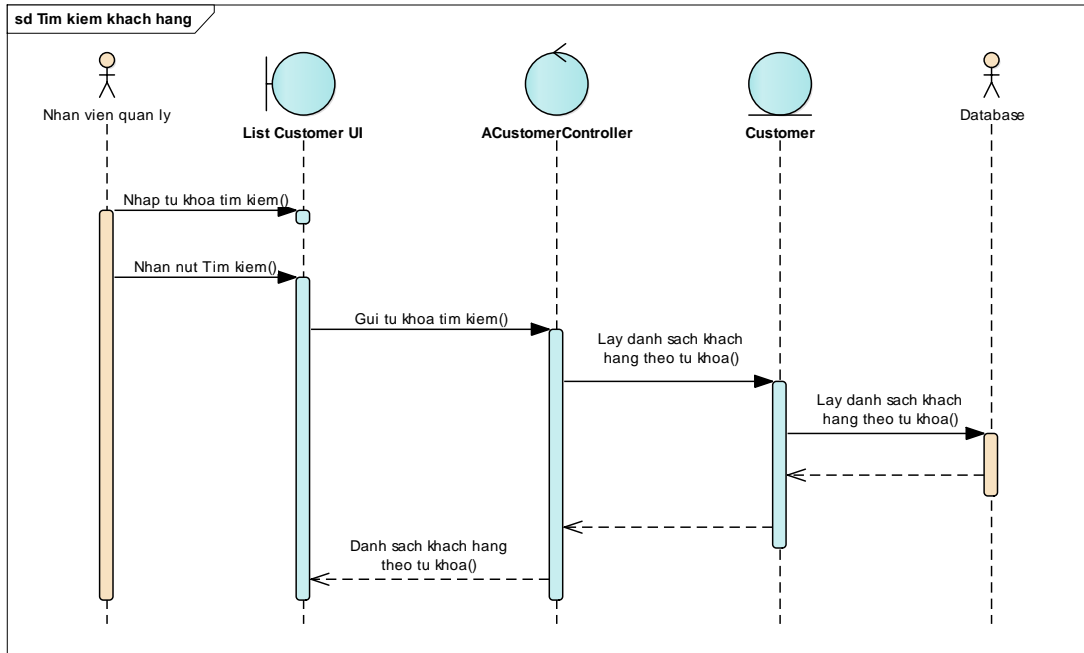 sd Tim kiem khach hang
Nhan vien quan ly
List Customer UI
ACustomerController
Customer
Database
Nhap tu khoa tim kiem()
Nhan nut Tim kiem()
Gui tu khoa tim kiem()
Lay danh sach khach
hang theo tu khoa()
Lay danh sach khach
hang theo tu khoa()
Danh sach khach hang
theo tu khoa()